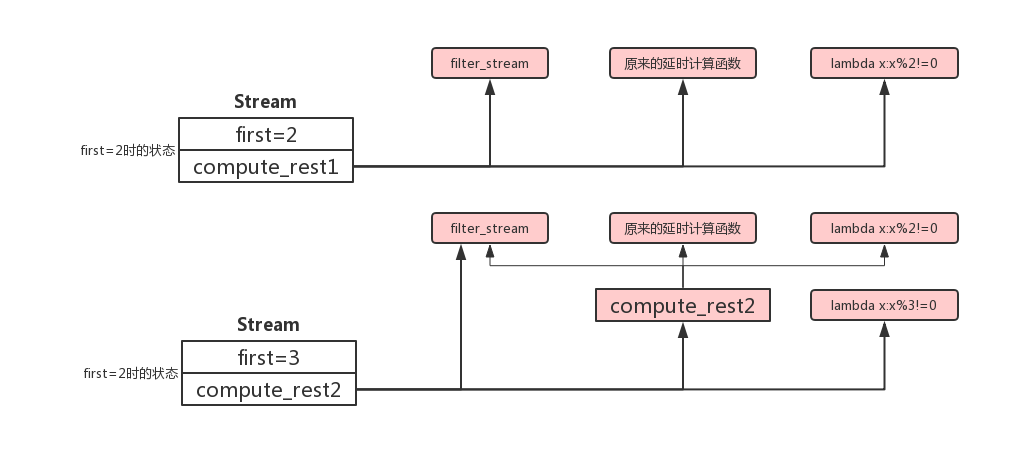 filter_stream
原来的延时计算函数
lambda x:x%2!=0
Stream
first=2
first=2时的状态
compute_rest1
filter_stream
原来的延时计算函数
lambda x:x%2!=0
compute_rest2
lambda x:x%3!=0
Stream
first=3
first=2时的状态
compute_rest2